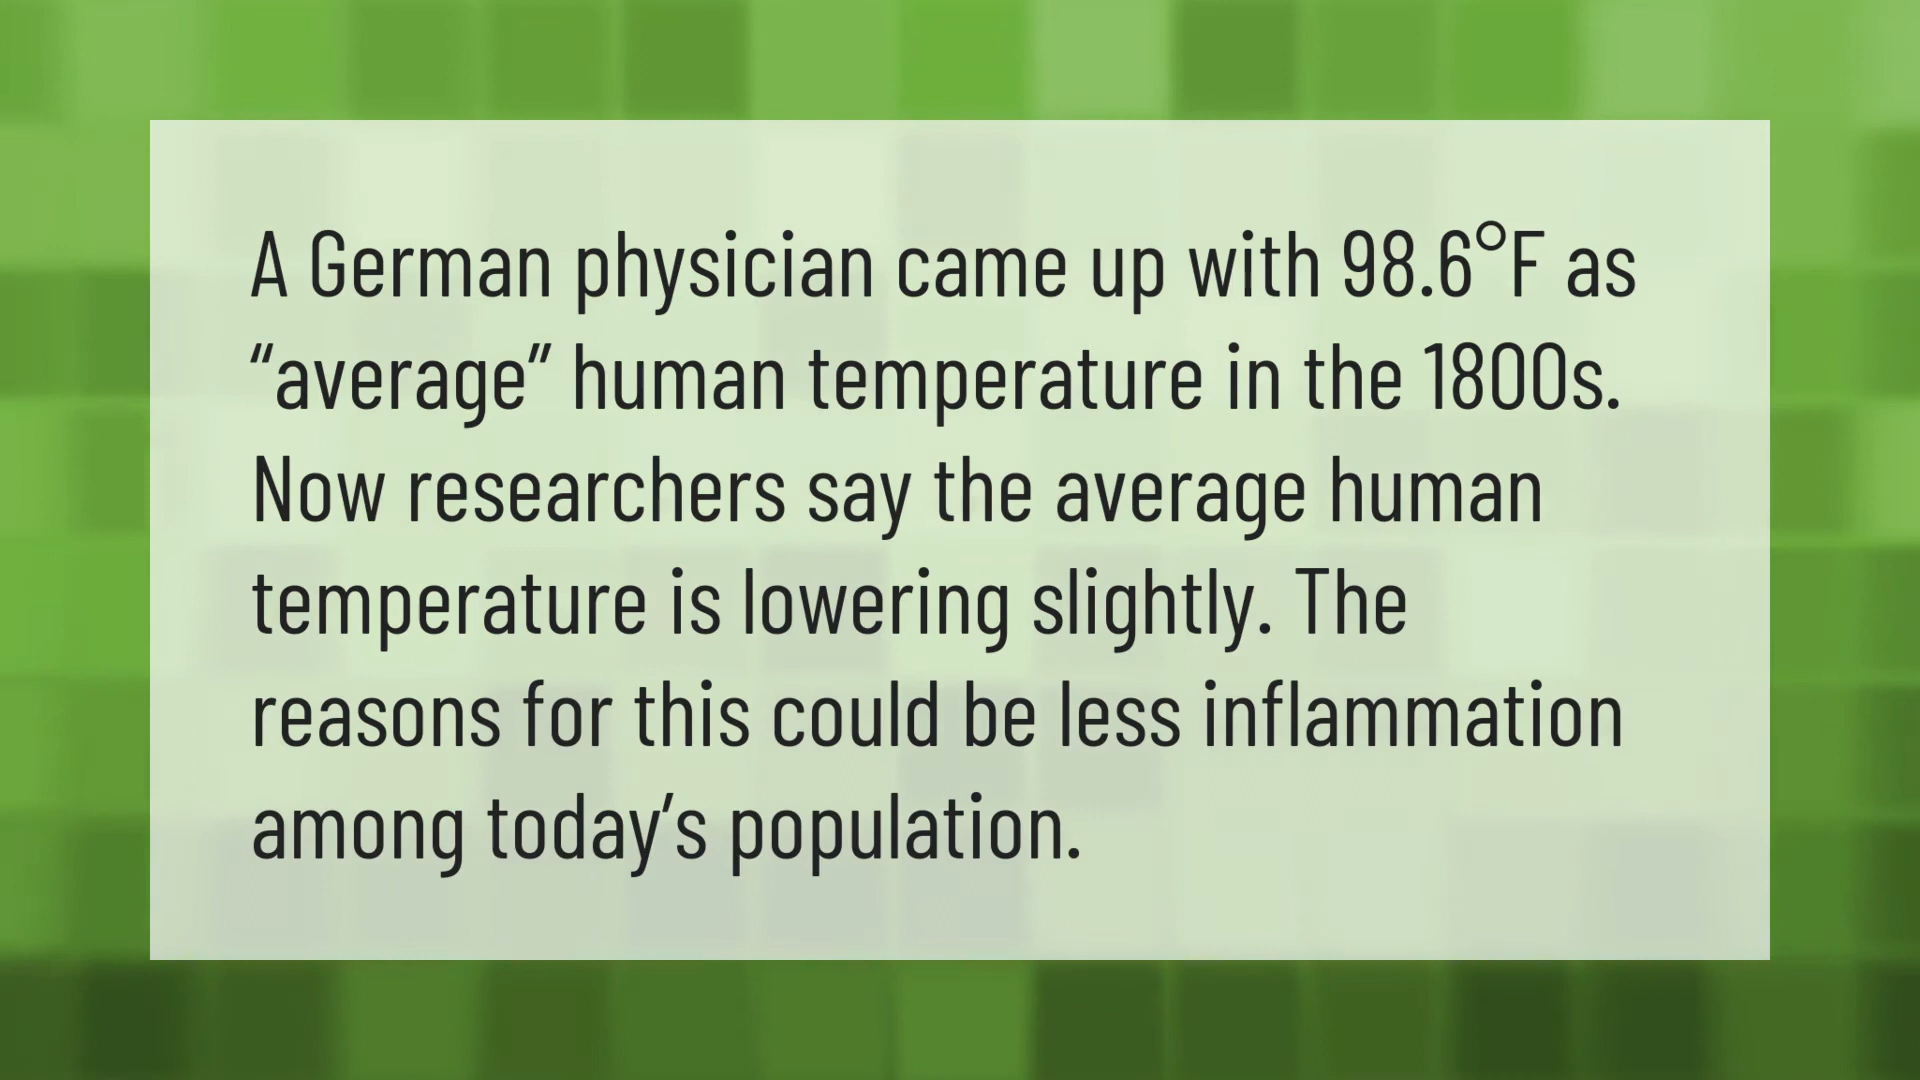 A German physician came up with 98.6°F as
“average” human temperature in the 1800s.
Now researchers say the average human
temperature is lowering slightly. The
reasons for this could be less inflammation
among today’s population.